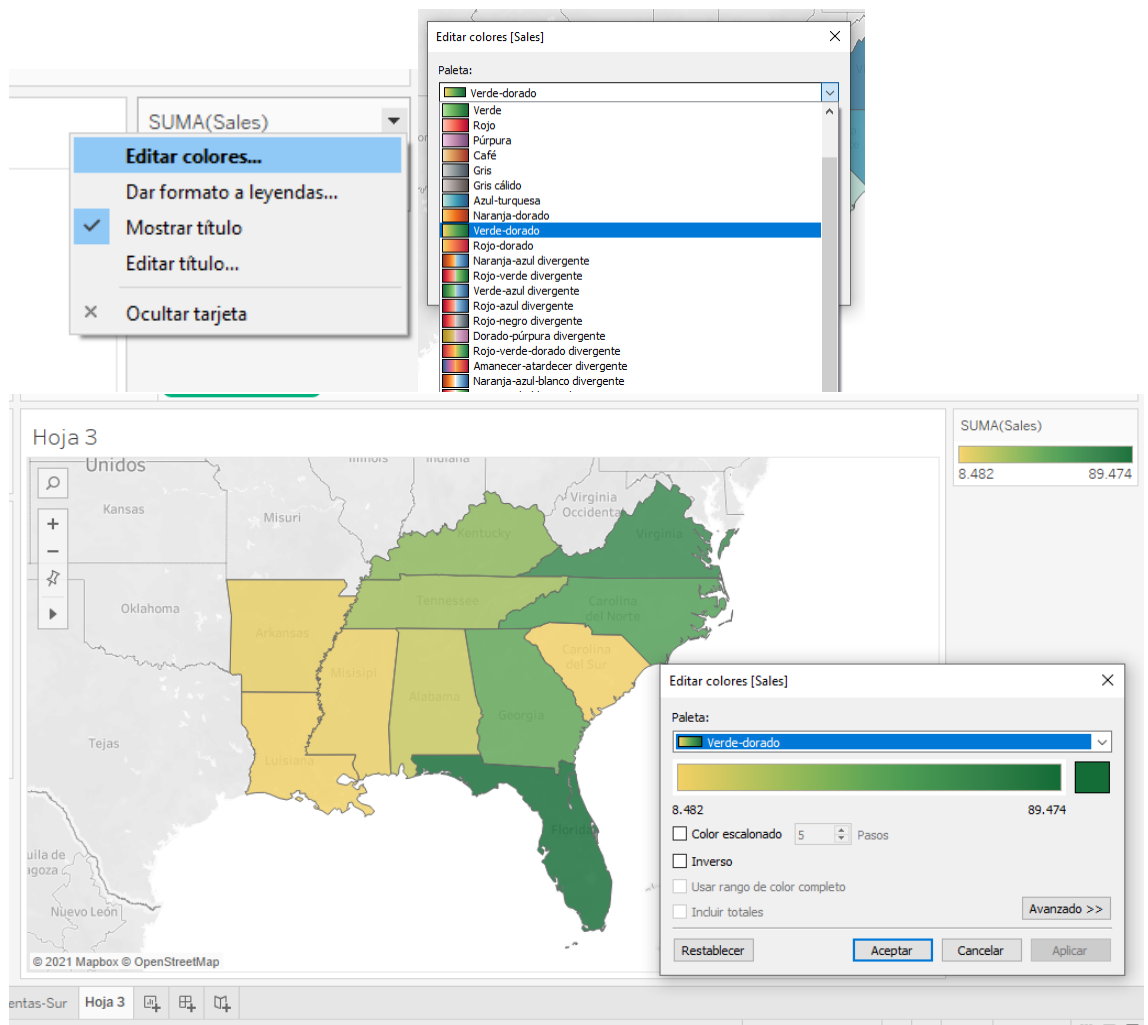 SUMA(Sales)
Editar colores...
Dar formato a leyendas...
Mostrar título
Editar título...
Ocultar tarjeta
Editar colores [Sales]
Paleta:
Verde-dorado
Verde
Rojo
Púrpura
Café
Gris
Gris cálido
Azul-turquesa
Naranja-dorado
Verde-dorado
Rojo-dorado
Naranja-azul divergente
Rojo-verde divergente
Verde-azul divergente
Rojo-azul divergente
Rojo-negro divergente
Dorado-púrpura divergente
Rojo-verde-dorado divergente
Amanecer-atardecer divergente
Naranja-azul-blanco divergente
Hoja 3
SUMA(Sales)
8.482 89.474
Unidos
Illinois Indiana
Kansas
Misuri
Virginia
Occidental
Kentucky
Virginia
Oklahoma
Tennessee
Carolina
del Norte
Arkansas
Carolina
del Sur
Misisipi
Alabama
Georgia
Tejas
Luisiana
Florida
uila de
agoza
Nuevo León
© 2021 Mapbox © OpenStreetMap
Editar colores [Sales]
Paleta:
Verde-dorado
8.482 89.474
Color escalonado 5 Pasos
Inverso
Usar rango de color completo
Incluir totales
Avanzado >>
Restablecer Aceptar Cancelar Aplicar
entas-Sur Hoja 3